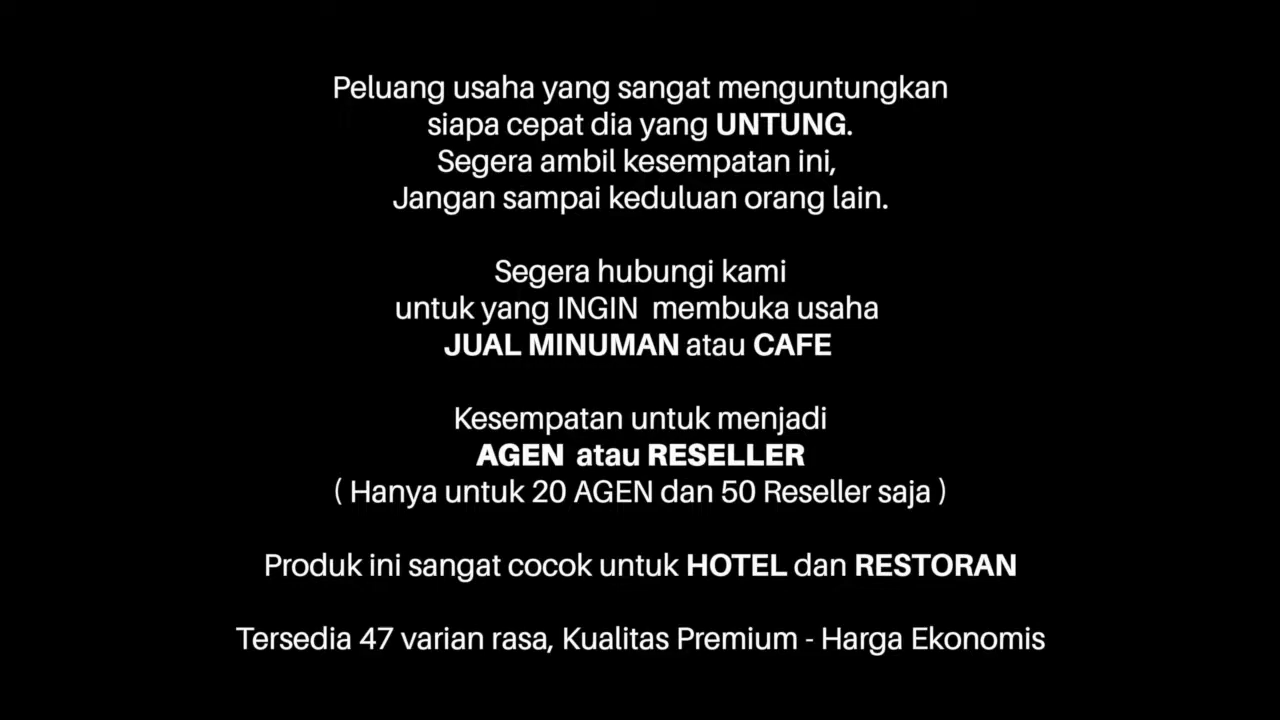 Peluang usaha yang sangat menguntungkan
siapa cepat dia yang UNTUNG.
Segera ambil kesempatan ini,
Jangan sampai keduluan orang lain.
Segera hubungi kami
untuk yang INGIN membuka usaha
JUAL MINUMAN atau CAFE
Kesempatan untuk menjadi
AGEN atau RESELLER
( Hanya untuk 20 AGEN dan 50 Reseller saja )
Produk ini sangat cocok untuk HOTEL dan RESTORAN
Tersedia 47 varian rasa, Kualitas Premium - Harga Ekonomis